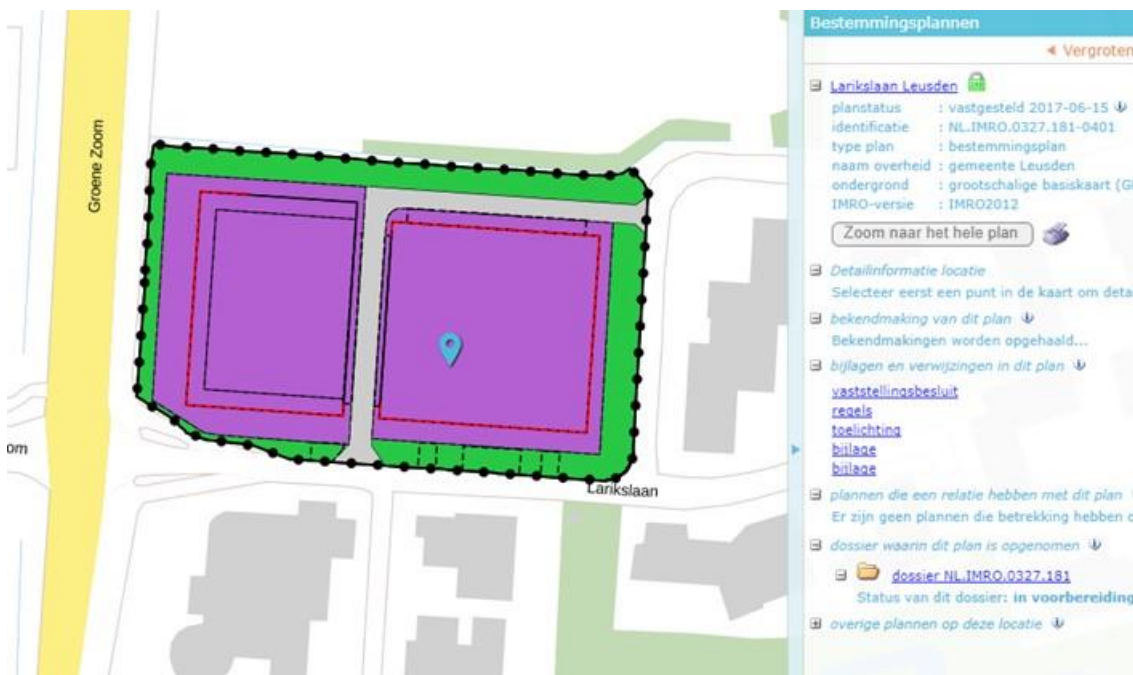 Groene Zoom
om
Larikslaan
Bestemmingsplannen
Vergroten
Larikslaan Leusden
planstatus : vastgesteld 2017-06-15
identificatie : NL.IMRO.0327.181-0401
type plan : bestemmingsplan
naam overheid : gemeente Leusden
ondergrond : grootschalige basiskaart (G
IMRO-versie : IMRO2012
Zoom naar het hele plan
Detailinformatie locatie
Selecteer eerst een punt in de kaart om deta
bekendmaking van dit plan
Bekendmakingen worden opgehaald...
bijlagen en verwijzingen in dit plan
vaststellingsbesluit
regels
toelichting
bijlage
bijlage
plannen die een relatie hebben met dit plan
Er zijn geen plannen die betrekking hebben o
dossier waarin dit plan is opgenomen
dossier NL.IMRO.0327.181
Status van dit dossier: in voorbereiding
overige plannen op deze locatie